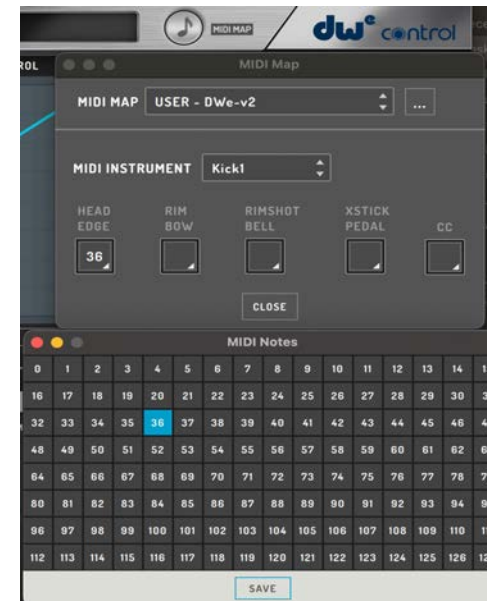 MIDI MAP
dwe control
ROL
MIDI Map
MIDI MAP USER - DWe-v2 ...
MIDI INSTRUMENT Kick1
HEAD EDGE RIM BOW RIMSHOT BELL XSTICK PEDAL CC
36
CLOSE
MIDI Notes
0 1 2 3 4 5 6 7 8 9 10 11 12 13 14
16 17 18 19 20 21 22 23 24 25 26 27 28 29 30
32 33 34 35 36 37 38 39 40 41 42 43 44 45 46
48 49 50 51 52 53 54 55 56 57 58 59 60 61 62
64 65 66 67 68 69 70 71 72 73 74 75 76 77 78
80 81 82 83 84 85 86 87 88 89 90 91 92 93 94
96 97 98 99 100 101 102 103 104 105 106 107 108 109 110
112 113 114 115 116 117 118 119 120 121 122 123 124 125 126
SAVE